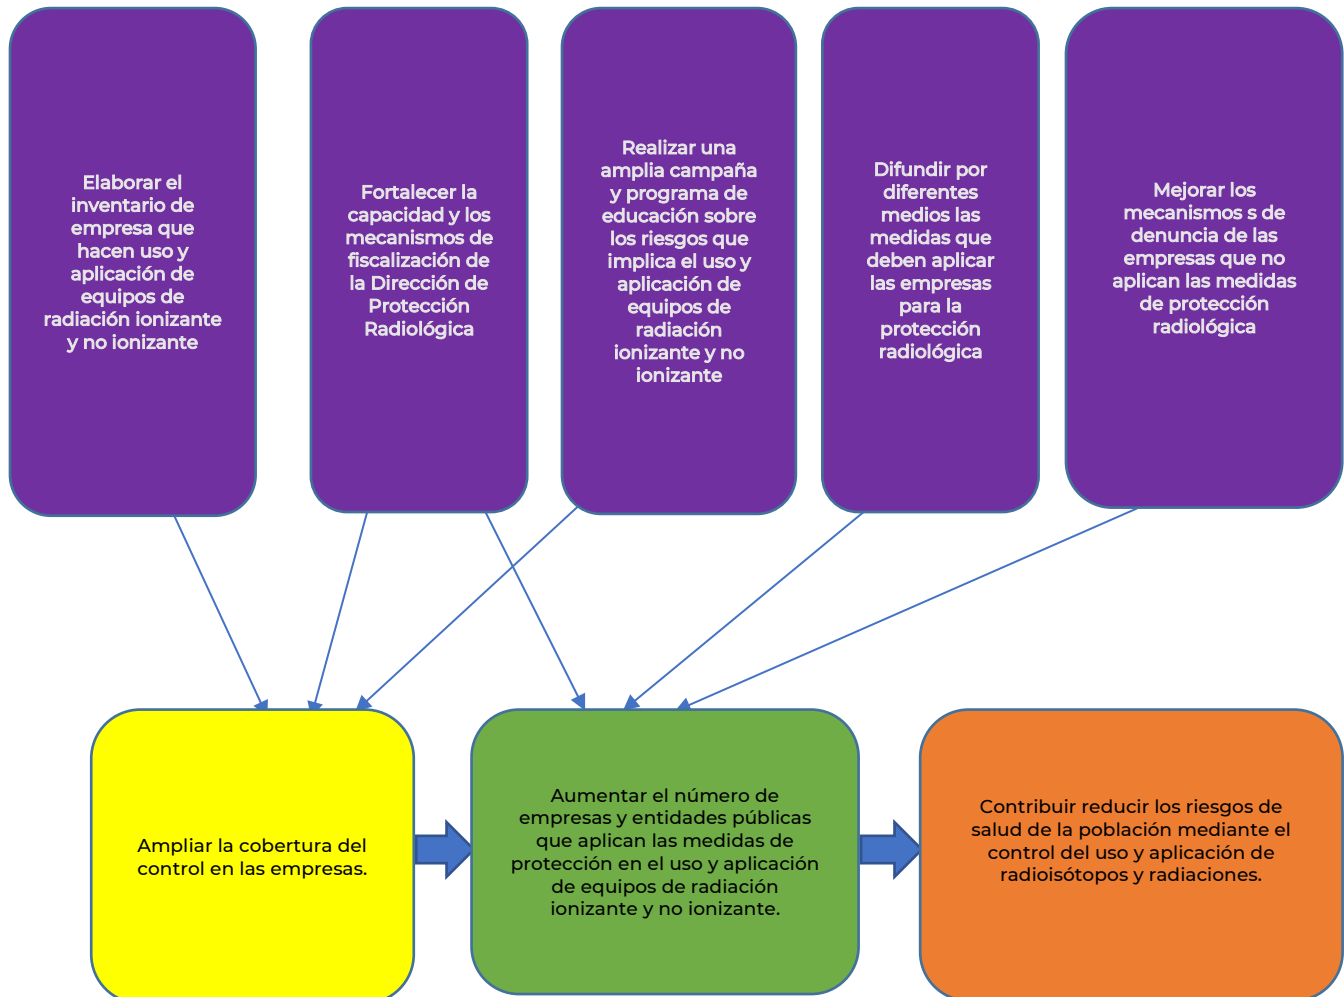 Elaborar el
inventario de
empresa que
hacen uso y
aplicación de
equipos de
radiación ionizante
y no ionizante
Fortalecer la
capacidad y los
mecanismos de
fiscalización de
la Dirección de
Protección
Radiológica
Realizar una
amplia campaña
y programa de
educación sobre
los riesgos que
implica el uso y
aplicación de
equipos de
radiación
ionizante y no
ionizante
Difundir por
diferentes
medios las
medidas que
deben aplicar
las empresas
para la
protección
radiológica
Mejorar los
mecanismos s de
denuncia de las
empresas que no
aplican las medidas
de protección
radiológica
Ampliar la cobertura del
control en las empresas.
Aumentar el número de
empresas y entidades públicas
que aplican las medidas de
protección en el uso y aplicación
de equipos de radiación
ionizante y no ionizante.
Contribuir reducir los riesgos de
salud de la población mediante el
control del uso y aplicación de
radioisótopos y radiaciones.